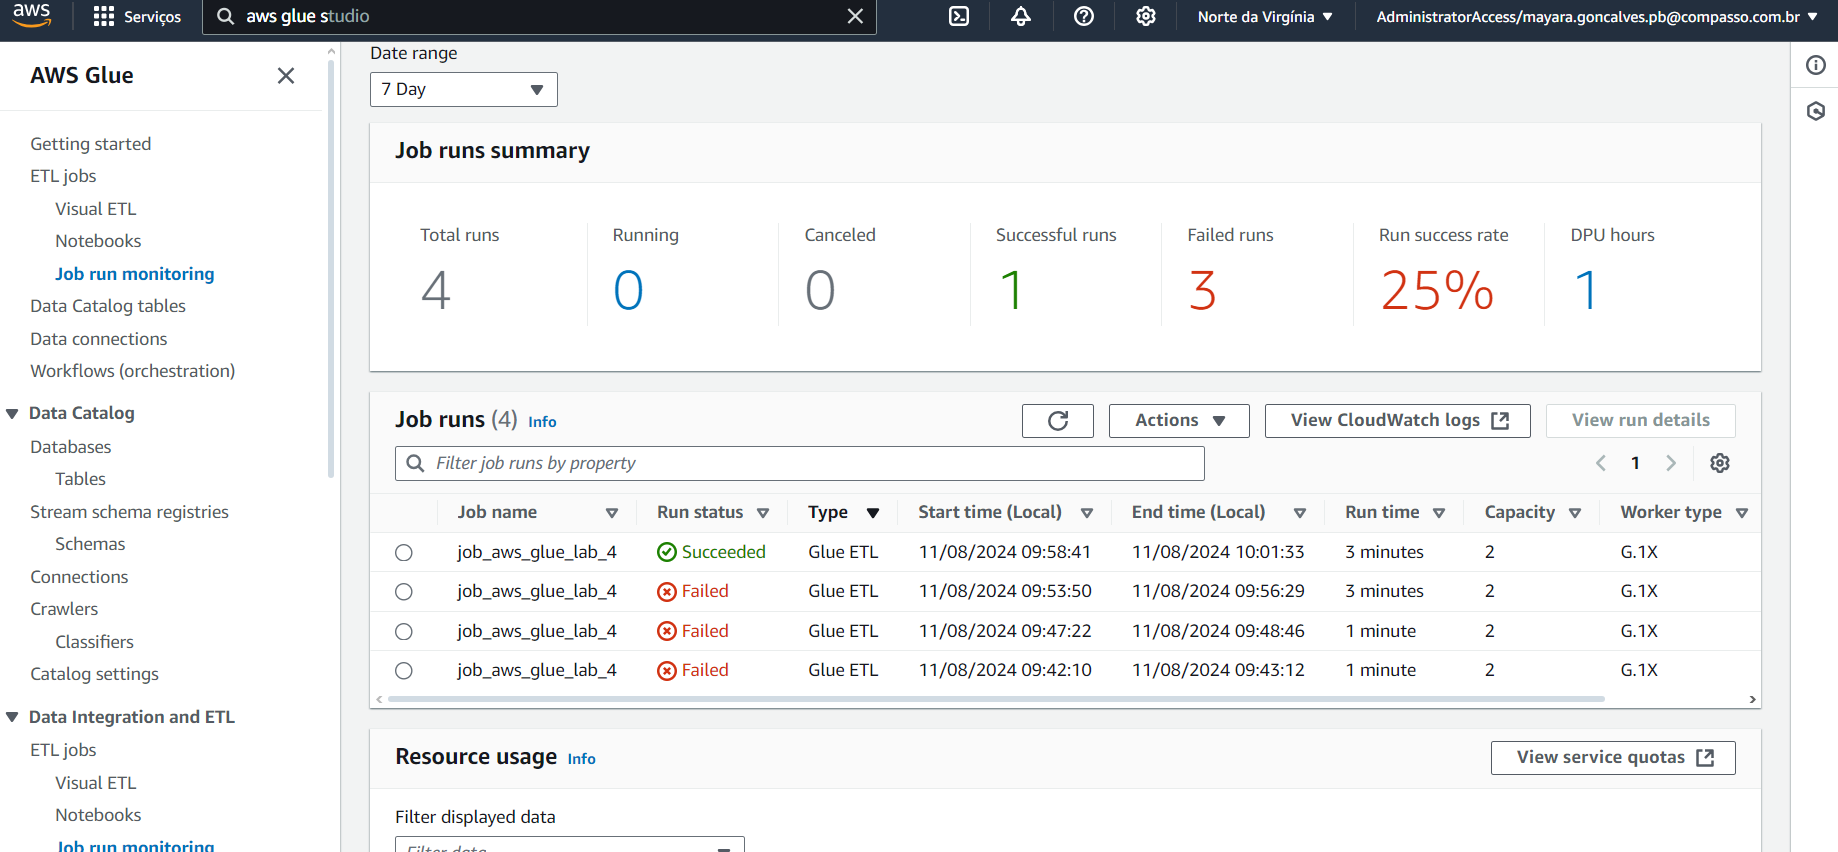 aws
Serviços
aws glue studio
Norte da Virgínia
AdministratorAccess/mayara.goncalves.pb@compasso.com.br
AWS Glue
Getting started
ETL jobs
Visual ETL
Notebooks
Job run monitoring
Data Catalog tables
Data connections
Workflows (orchestration)
Data Catalog
Databases
Tables
Stream schema registries
Schemas
Connections
Crawlers
Classifiers
Catalog settings
Data Integration and ETL
ETL jobs
Visual ETL
Notebooks
Job run monitoring
Date range
7 Day
Job runs summary
Total runs
4
Running
0
Canceled
0
Successful runs
1
Failed runs
3
Run success rate
25%
DPU hours
1
Job runs (4) Info
Actions
View CloudWatch logs
View run details
Filter job runs by property
1
Job name Run status Type Start time (Local) End time (Local) Run time Capacity Worker type
job_aws_glue_lab_4 Succeeded Glue ETL 11/08/2024 09:58:41 11/08/2024 10:01:33 3 minutes 2 G.1X
job_aws_glue_lab_4 Failed Glue ETL 11/08/2024 09:53:50 11/08/2024 09:56:29 3 minutes 2 G.1X
job_aws_glue_lab_4 Failed Glue ETL 11/08/2024 09:47:22 11/08/2024 09:48:46 1 minute 2 G.1X
job_aws_glue_lab_4 Failed Glue ETL 11/08/2024 09:42:10 11/08/2024 09:43:12 1 minute 2 G.1X
Resource usage Info
View service quotas
Filter displayed data
Filter data